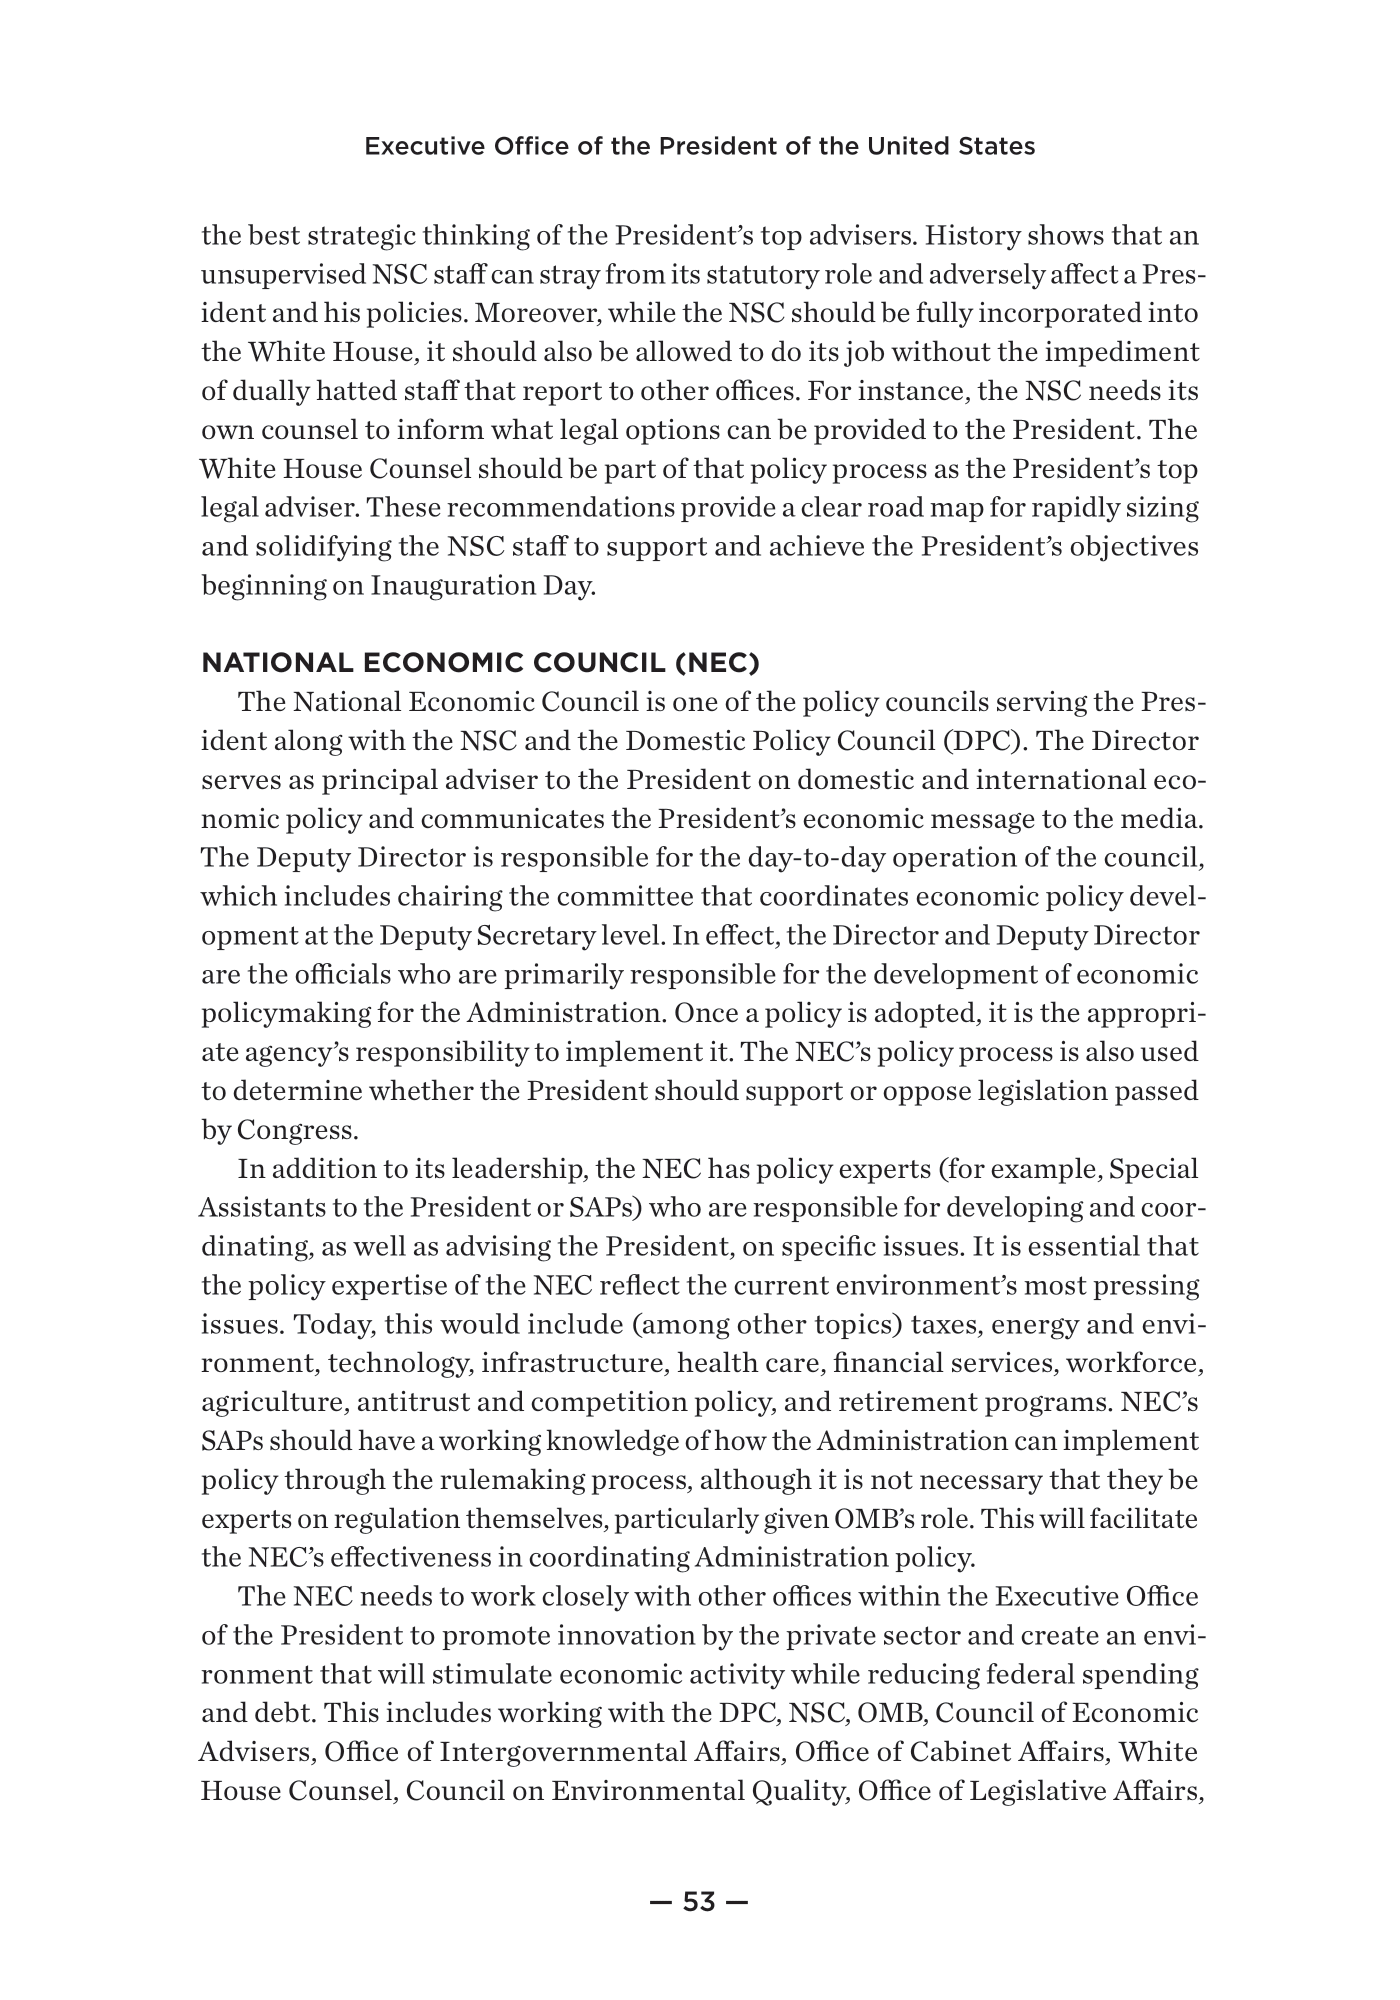 Executive Office of the President of the United States
the best strategic thinking of the President’s top advisers. History shows that an
unsupervised NSC staff can stray from its statutory role and adversely affect a Pres-
ident and his policies. Moreover, while the NSC should be fully incorporated into
the White House, it should also be allowed to do its job without the impediment
of dually hatted staff that report to other offices. For instance, the NSC needs its
own counsel to inform what legal options can be provided to the President. The
White House Counsel should be part of that policy process as the President’s top
legal adviser. These recommendations provide a clear road map for rapidly sizing
and solidifying the NSC staff to support and achieve the President’s objectives
beginning on Inauguration Day.
NATIONAL ECONOMIC COUNCIL (NEC)
The National Economic Council is one of the policy councils serving the Pres-
ident along with the NSC and the Domestic Policy Council (DPC). The Director
serves as principal adviser to the President on domestic and international eco-
nomic policy and communicates the President’s economic message to the media.
The Deputy Director is responsible for the day-to-day operation of the council,
which includes chairing the committee that coordinates economic policy devel-
opment at the Deputy Secretary level. In effect, the Director and Deputy Director
are the officials who are primarily responsible for the development of economic
policymaking for the Administration. Once a policy is adopted, it is the appropri-
ate agency’s responsibility to implement it. The NEC’s policy process is also used
to determine whether the President should support or oppose legislation passed
by Congress.
In addition to its leadership, the NEC has policy experts (for example, Special
Assistants to the President or SAPs) who are responsible for developing and coor-
dinating, as well as advising the President, on specific issues. It is essential that
the policy expertise of the NEC reflect the current environment’s most pressing
issues. Today, this would include (among other topics) taxes, energy and envi-
ronment, technology, infrastructure, health care, financial services, workforce,
agriculture, antitrust and competition policy, and retirement programs. NEC’s
SAPs should have a working knowledge of how the Administration can implement
policy through the rulemaking process, although it is not necessary that they be
experts on regulation themselves, particularly given OMB’s role. This will facilitate
the NEC’s effectiveness in coordinating Administration policy.
The NEC needs to work closely with other offices within the Executive Office
of the President to promote innovation by the private sector and create an envi-
ronment that will stimulate economic activity while reducing federal spending
and debt. This includes working with the DPC, NSC, OMB, Council of Economic
Advisers, Office of Intergovernmental Affairs, Office of Cabinet Affairs, White
House Counsel, Council on Environmental Quality, Office of Legislative Affairs,
— 53 —